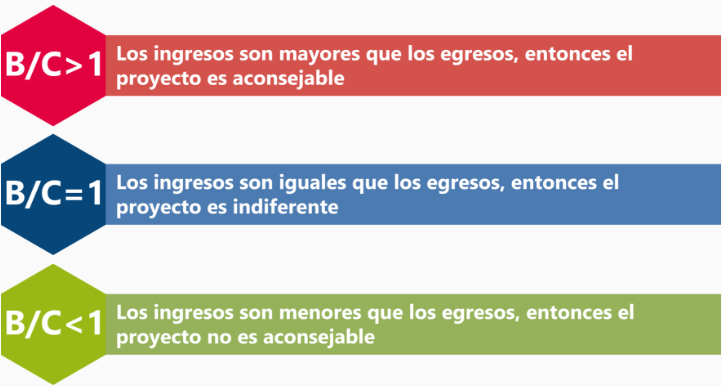 B/C>1
Los ingresos son mayores que los egresos, entonces el
proyecto es aconsejable
B/C=1
Los ingresos son iguales que los egresos, entonces el
proyecto es indiferente
B/C<1
Los ingresos son menores que los egresos, entonces el
proyecto no es aconsejable